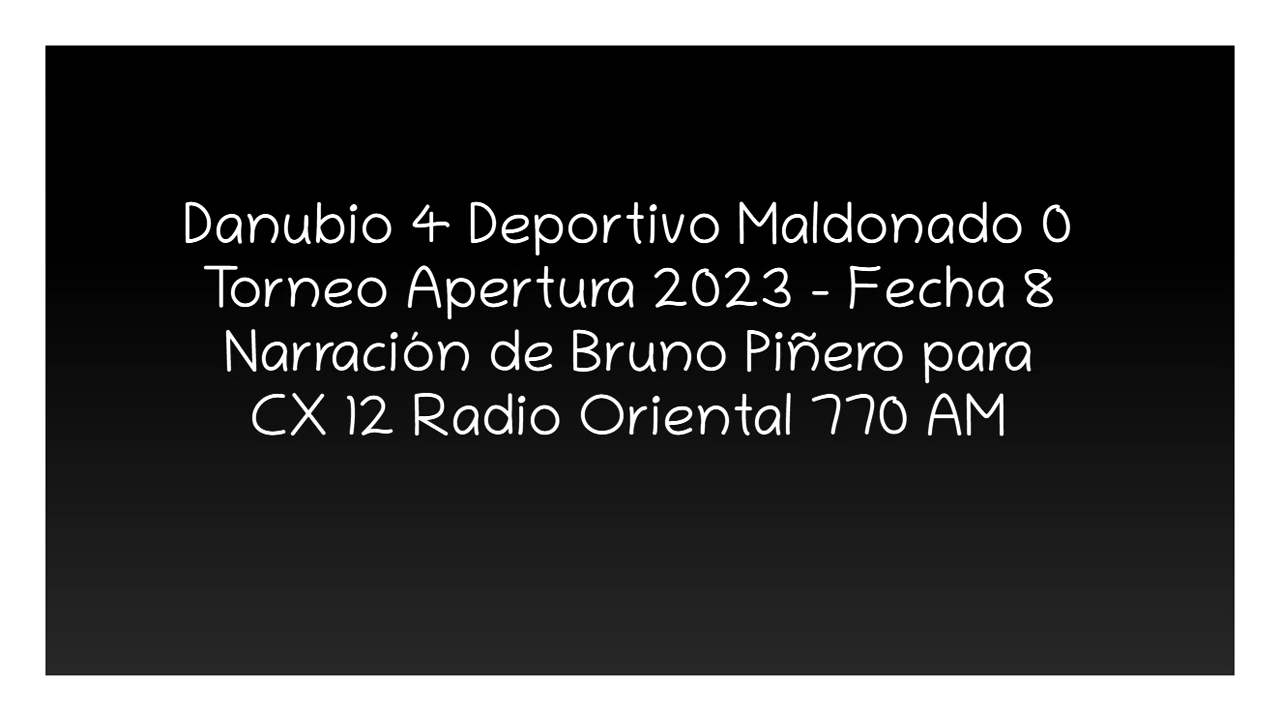 Danubio 4 Deportivo Maldonado 0
Torneo Apertura 2023 - Fecha 8
Narración de Bruno Piñero para
CX 12 Radio Oriental 770 AM